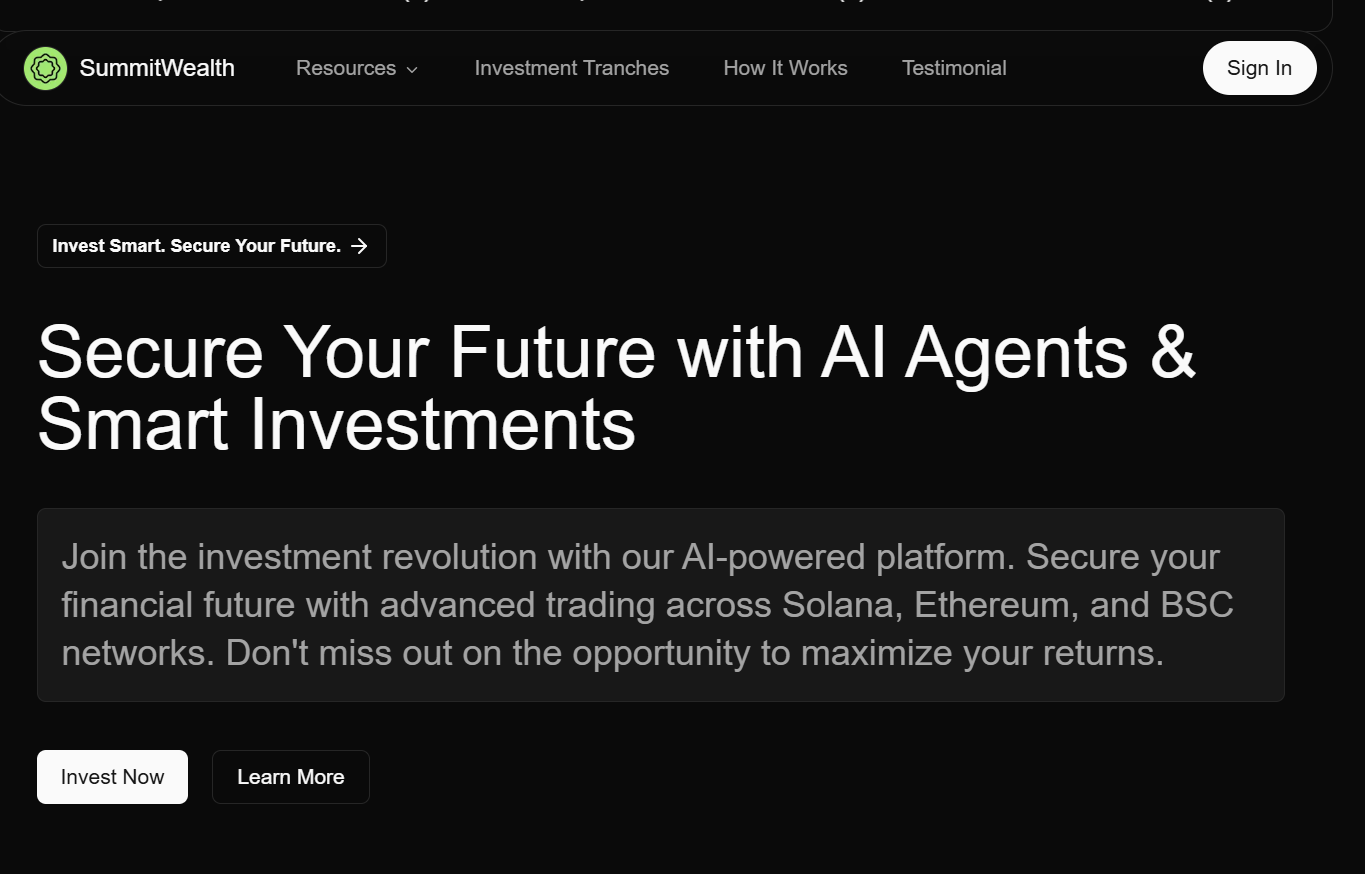 SummitWealth
Resources
Investment Tranches
How It Works
Testimonial
Sign In
Invest Smart. Secure Your Future.
Secure Your Future with AI Agents &
Smart Investments
Join the investment revolution with our AI-powered platform. Secure your
financial future with advanced trading across Solana, Ethereum, and BSC
networks. Don't miss out on the opportunity to maximize your returns.
Invest Now
Learn More